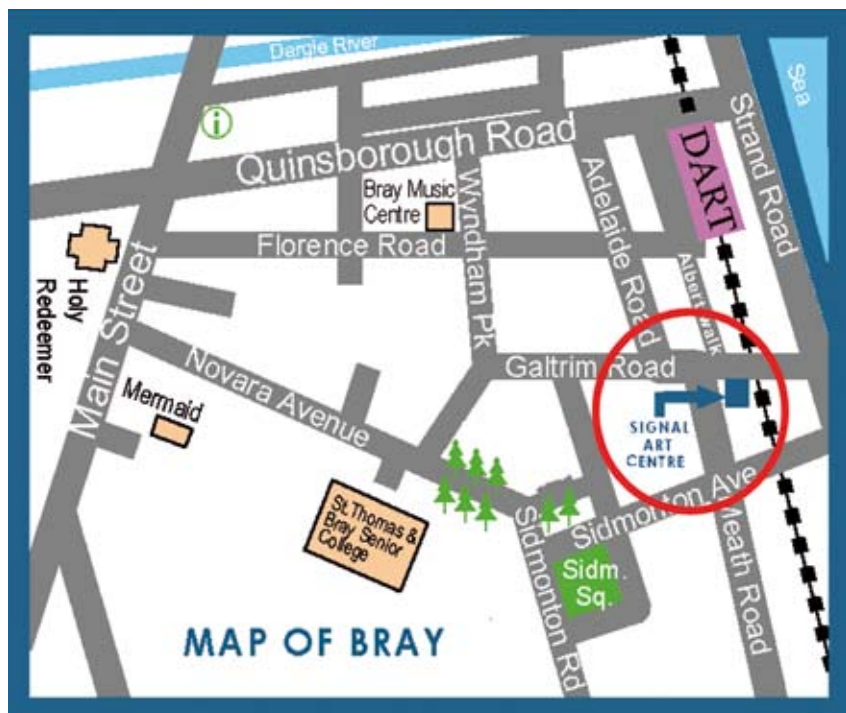 Dargle River
Sea
i
Quinsborough Road
DART
Strand Road
Bray Music
Centre
Wyndham Pk
Adelaide Road
Florence Road
Albert walk
Holy
Redeemer
Main Street
Novara Avenue
Galtrim Road
Mermaid
SIGNAL
ART
CENTRE
St. Thomas &
Bray Senior
College
Sidmonton Ave
Meath Road
Sidmonton Rd
Sidm.
Sq.
MAP OF BRAY